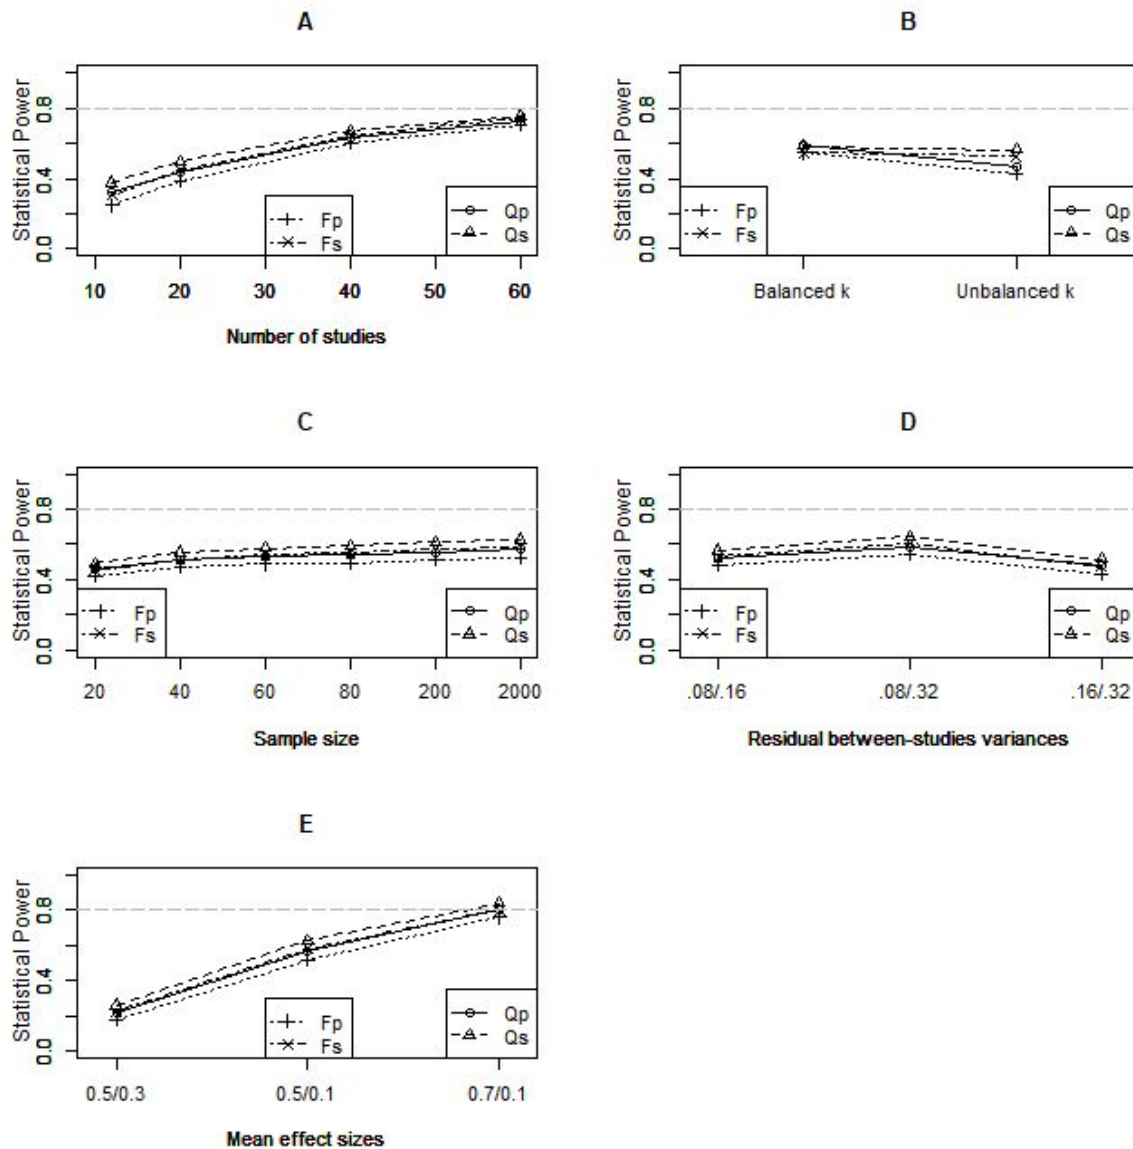 A
Statistical Power
0.0 0.4 0.8
Fp
Fs
Qp
Qs
10 20 30 40 50 60
Number of studies
B
Statistical Power
0.0 0.4 0.8
Fp
Fs
Qp
Qs
Balanced k Unbalanced k
C
Statistical Power
0.0 0.4 0.8
Fp
Fs
Qp
Qs
20 40 60 80 200 2000
Sample size
D
Statistical Power
0.0 0.4 0.8
Fp
Fs
Qp
Qs
.08/.16 .08/.32 .16/.32
Residual between-studies variances
E
Statistical Power
0.0 0.4 0.8
Fp
Fs
Qp
Qs
0.5/0.3 0.5/0.1 0.7/0.1
Mean effect sizes